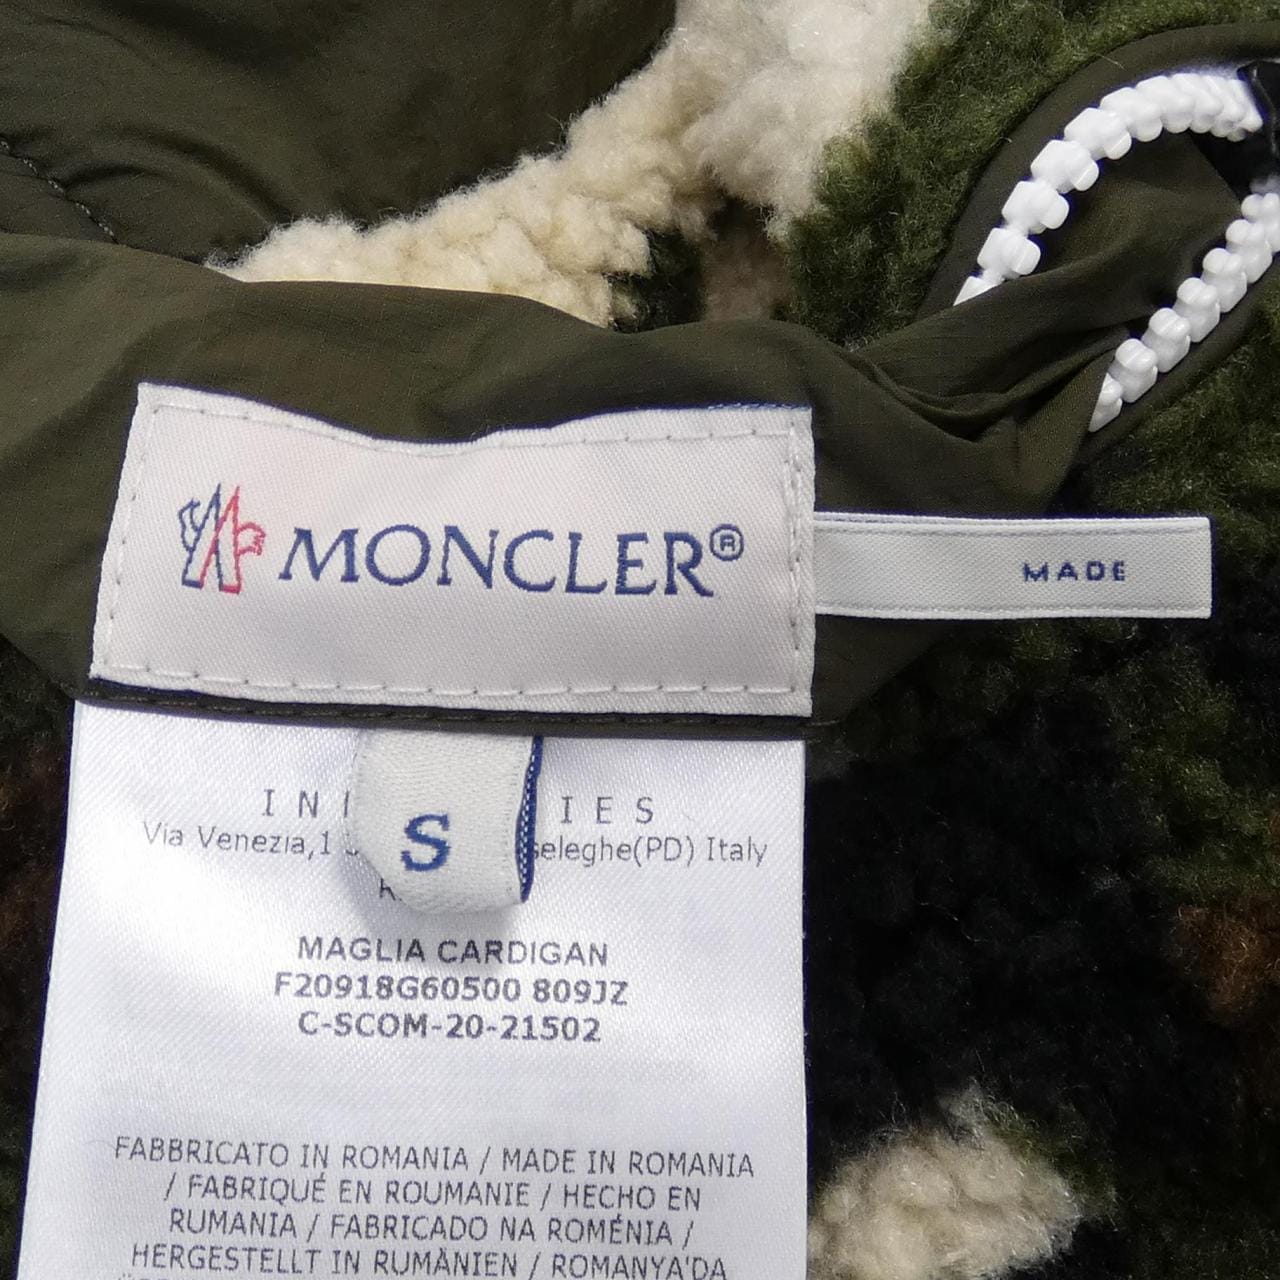 MONCLER®
MADE
S
Via Venezia,1
(PD) Italy
MAGLIA CARDIGAN
F20918G60500 809JZ
C-SCOM-20-21502
FABBRICATO IN ROMANIA / MADE IN ROMANIA
/ FABRIQUÉ EN ROUMANIE / HECHO EN
RUMANIA / FABRICADO NA ROMÉNIA /
HERGESTELLT IN RUMÄNIEN / ROMANYA'DA